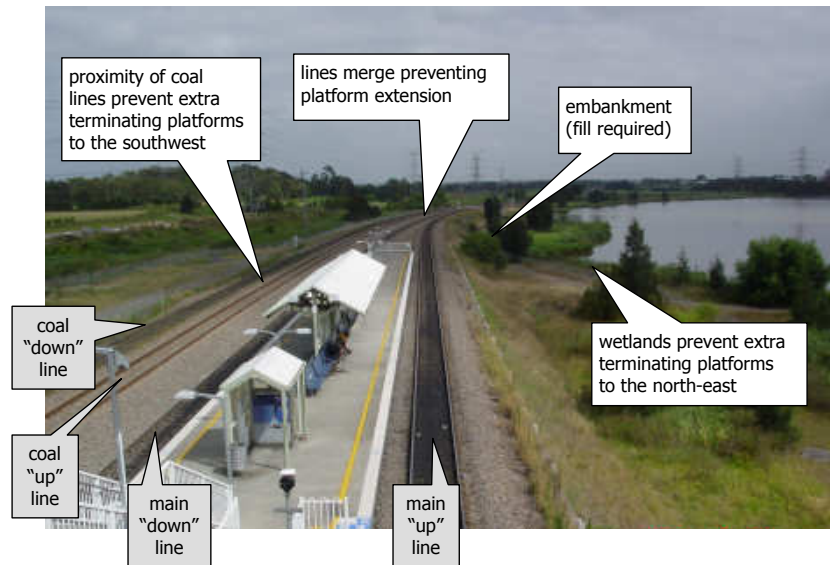 proximity of coal
lines prevent extra
terminating platforms
to the southwest
lines merge preventing
platform extension
embankment
(fill required)
wetlands prevent extra
terminating platforms
to the north-east
coal
“down”
line
coal
“up”
line
main
“down”
line
main
“up”
line